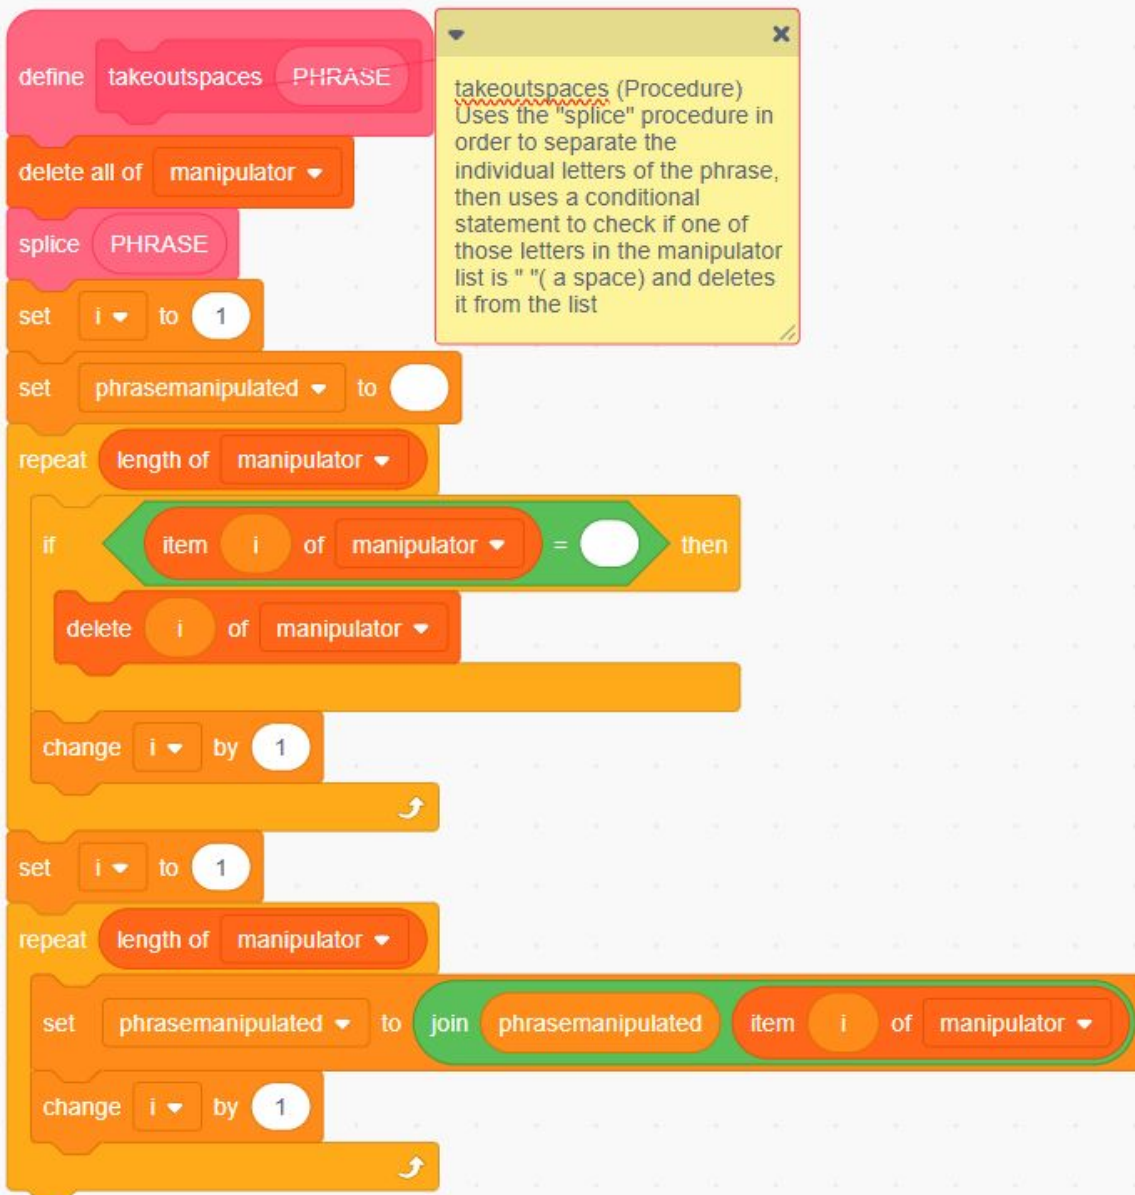 define takeoutspaces PHRASE
takeoutspaces (Procedure)
Uses the "splice" procedure in
order to separate the
individual letters of the phrase,
then uses a conditional
statement to check if one of
those letters in the manipulator
list is " "( a space) and deletes
it from the list
delete all of manipulator
splice PHRASE
set i to 1
set phrasemanipulated to
repeat length of manipulator
if item i of manipulator = then
delete i of manipulator
change i by 1
set i to 1
repeat length of manipulator
set phrasemanipulated to join phrasemanipulated item i of manipulator
change i by 1